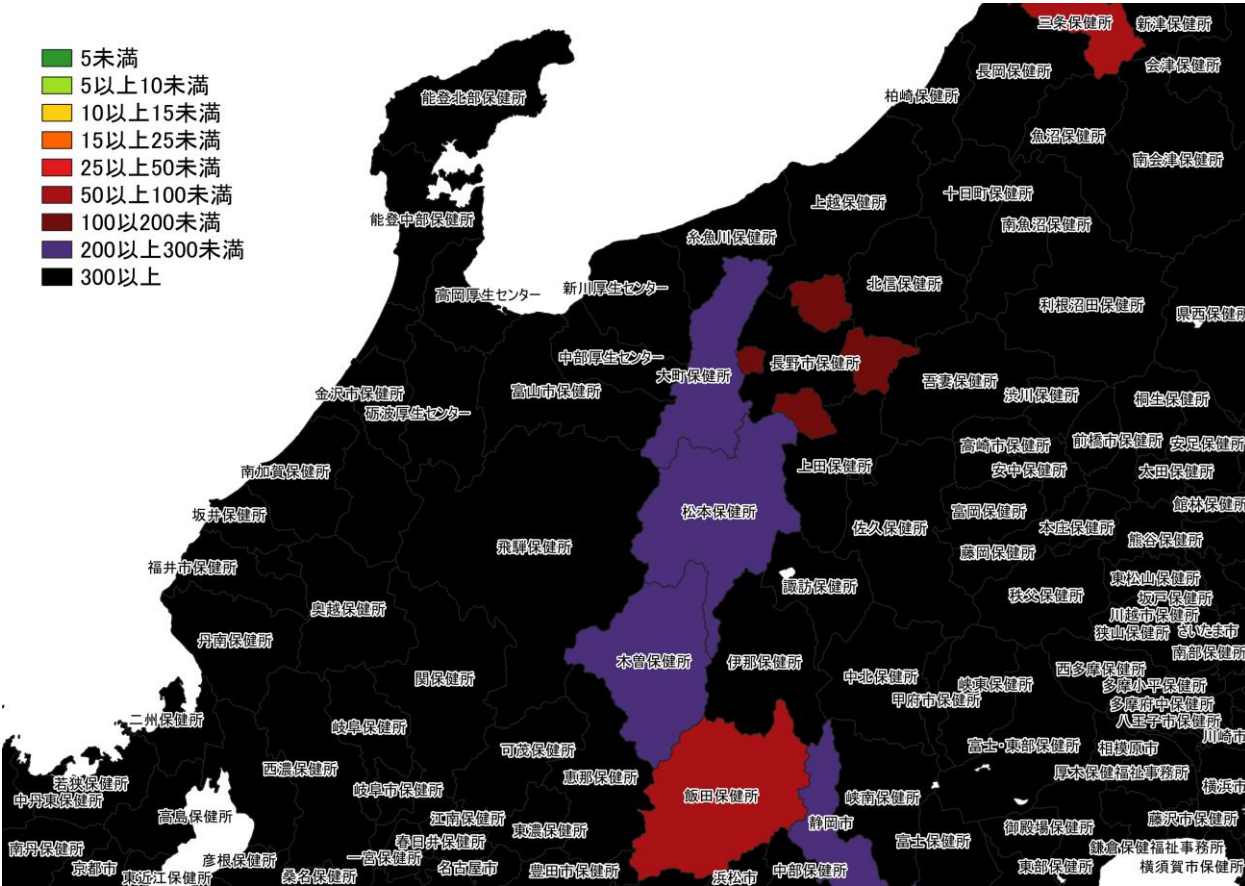 5未満
5以上10未満
10以上15未満
15以上25未満
25以上50未満
50以上100未満
100以200未満
200以上300未満
300以上
三条保健所
新津保健所
長岡保健所
会津保健所
能登北部保健所
柏崎保健所
魚沼保健所
南会津保健所
十日町保健所
上越保健所
能登中部保健所
南魚沼保健所
糸魚川保健所
北信保健所
新川厚生センター
高岡厚生センター
利根沼田保健所
県西保健所
中部厚生センター
長野市保健所
大町保健所
吾妻保健所
金沢市保健所
富山市保健所
渋川保健所
桐生保健所
砺波厚生センター
高崎市保健所
前橋市保健所
安足保健所
南加賀保健所
上田保健所
安中保健所
太田保健所
坂井保健所
松本保健所
富岡保健所
館林保健所
佐久保健所
本庄保健所
飛騨保健所
藤岡保健所
熊谷保健所
福井市保健所
諏訪保健所
東松山保健所
秩父保健所
坂戸保健所
奥越保健所
川越市保健所
狭山保健所
さいたま市
丹南保健所
南部保健所
木曽保健所
伊那保健所
西多摩保健所
関保健所
中北保健所
峡東保健所
多摩小平保健所
甲府市保健所
多摩府中保健所
二州保健所
岐阜保健所
八王子市保健所
川崎市
可茂保健所
富士・東部保健所
相模原市
西濃保健所
恵那保健所
厚木保健福祉事務所
若狭保健所
岐阜市保健所
横浜市
中丹東保健所
飯田保健所
峡南保健所
高島保健所
江南保健所
静岡市
藤沢市保健所
東濃保健所
御殿場保健所
春日井保健所
富士保健所
南丹保健所
鎌倉保健福祉事務所
一宮保健所
彦根保健所
京都市
名古屋市
豊田市保健所
中部保健所
東部保健所
横須賀市保健所
東近江保健所
桑名保健所
浜松市